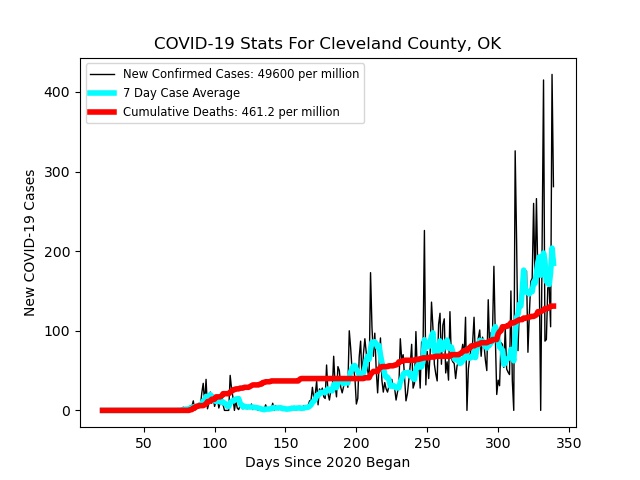 COVID-19 Stats For Cleveland County, OK
New Confirmed Cases: 49600 per million
7 Day Case Average
Cumulative Deaths: 461.2 per million
New COVID-19 Cases
400
300
200
100
0
50 100 150 200 250 300 350
Days Since 2020 Began